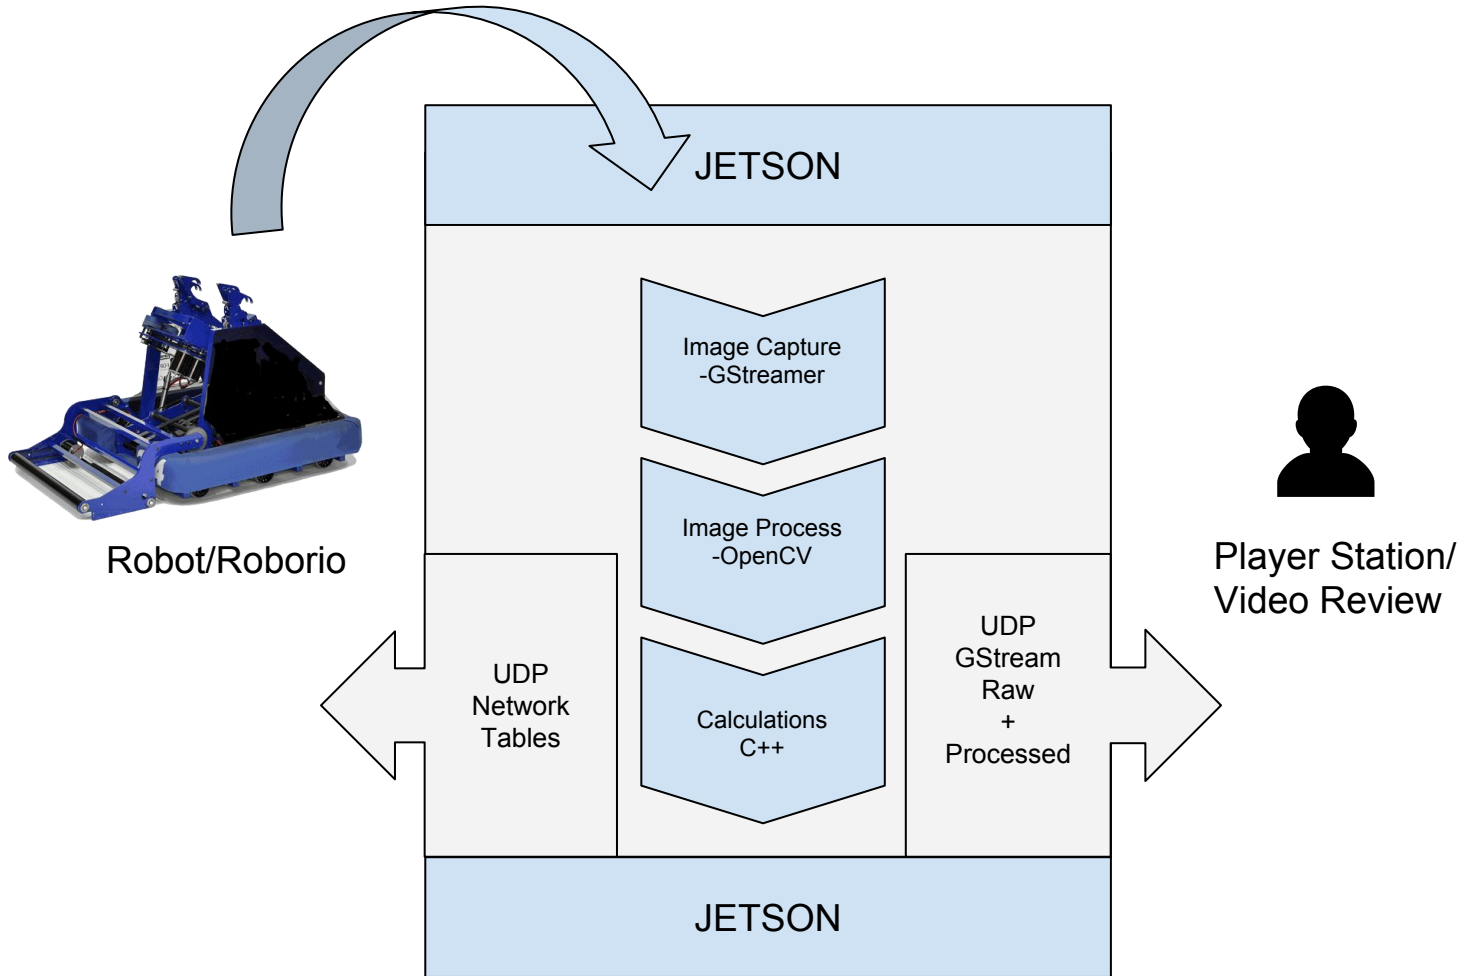 JETSON
Image Capture
-GStreamer
Image Process
-OpenCV
Calculations
C++
Robot/Roborio
UDP
Network
Tables
UDP
GStream
Raw
+
Processed
Player Station/
Video Review
JETSON